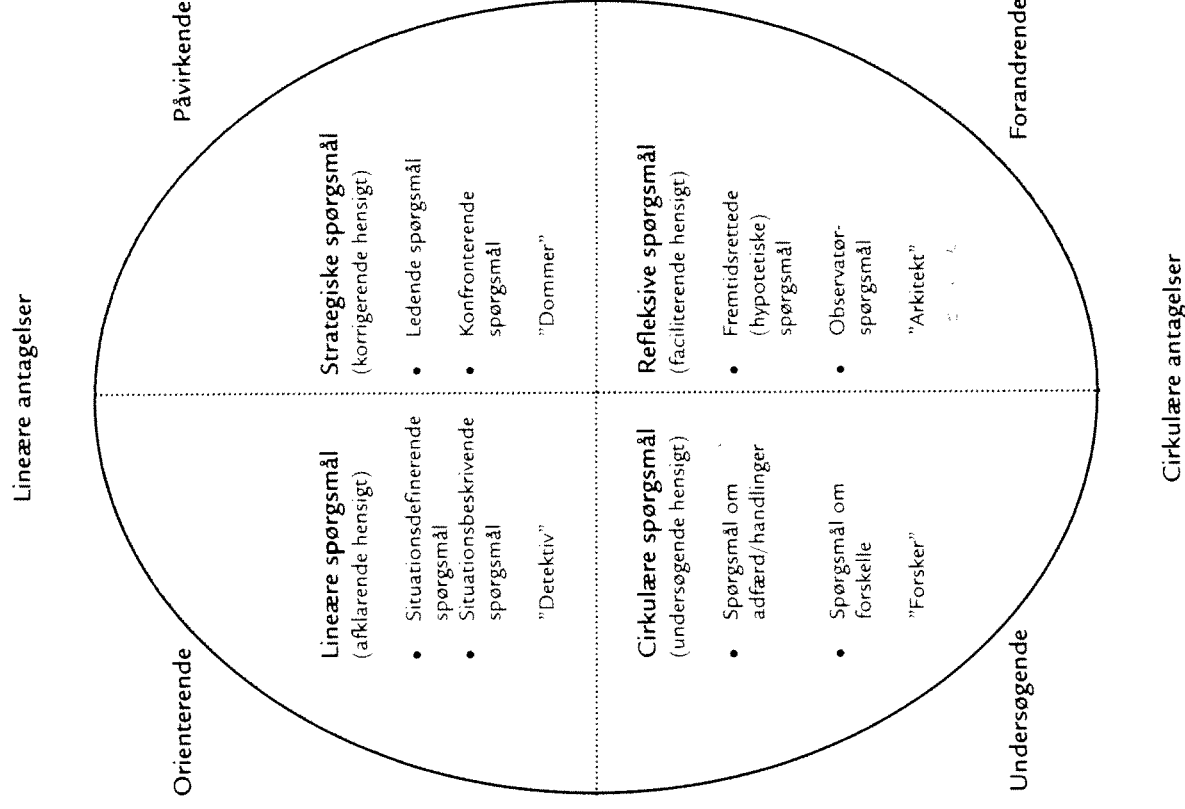 Lineære antagelser
Orienterende
Påvirkende
Lineære spørgsmål
(afklarende hensigt)
• Situationsdefinerende
spørgsmål
• Situationsbeskrivende
spørgsmål
"Detektiv"
Strategiske spørgsmål
(korrigerende hensigt)
• Ledende spørgsmål
• Konfronterende
spørgsmål
"Dommer"
Cirkulære spørgsmål
(undersøgende hensigt)
• Spørgsmål om
adfærd/handlinger
• Spørgsmål om
forskelle
"Forsker"
Refleksive spørgsmål
(faciliterende hensigt)
• Fremtidsrettede
(hypotetiske)
spørgsmål
• Observatør-
spørgsmål
"Arkitekt"
Undersøgende
Forandrende
Cirkulære antagelser